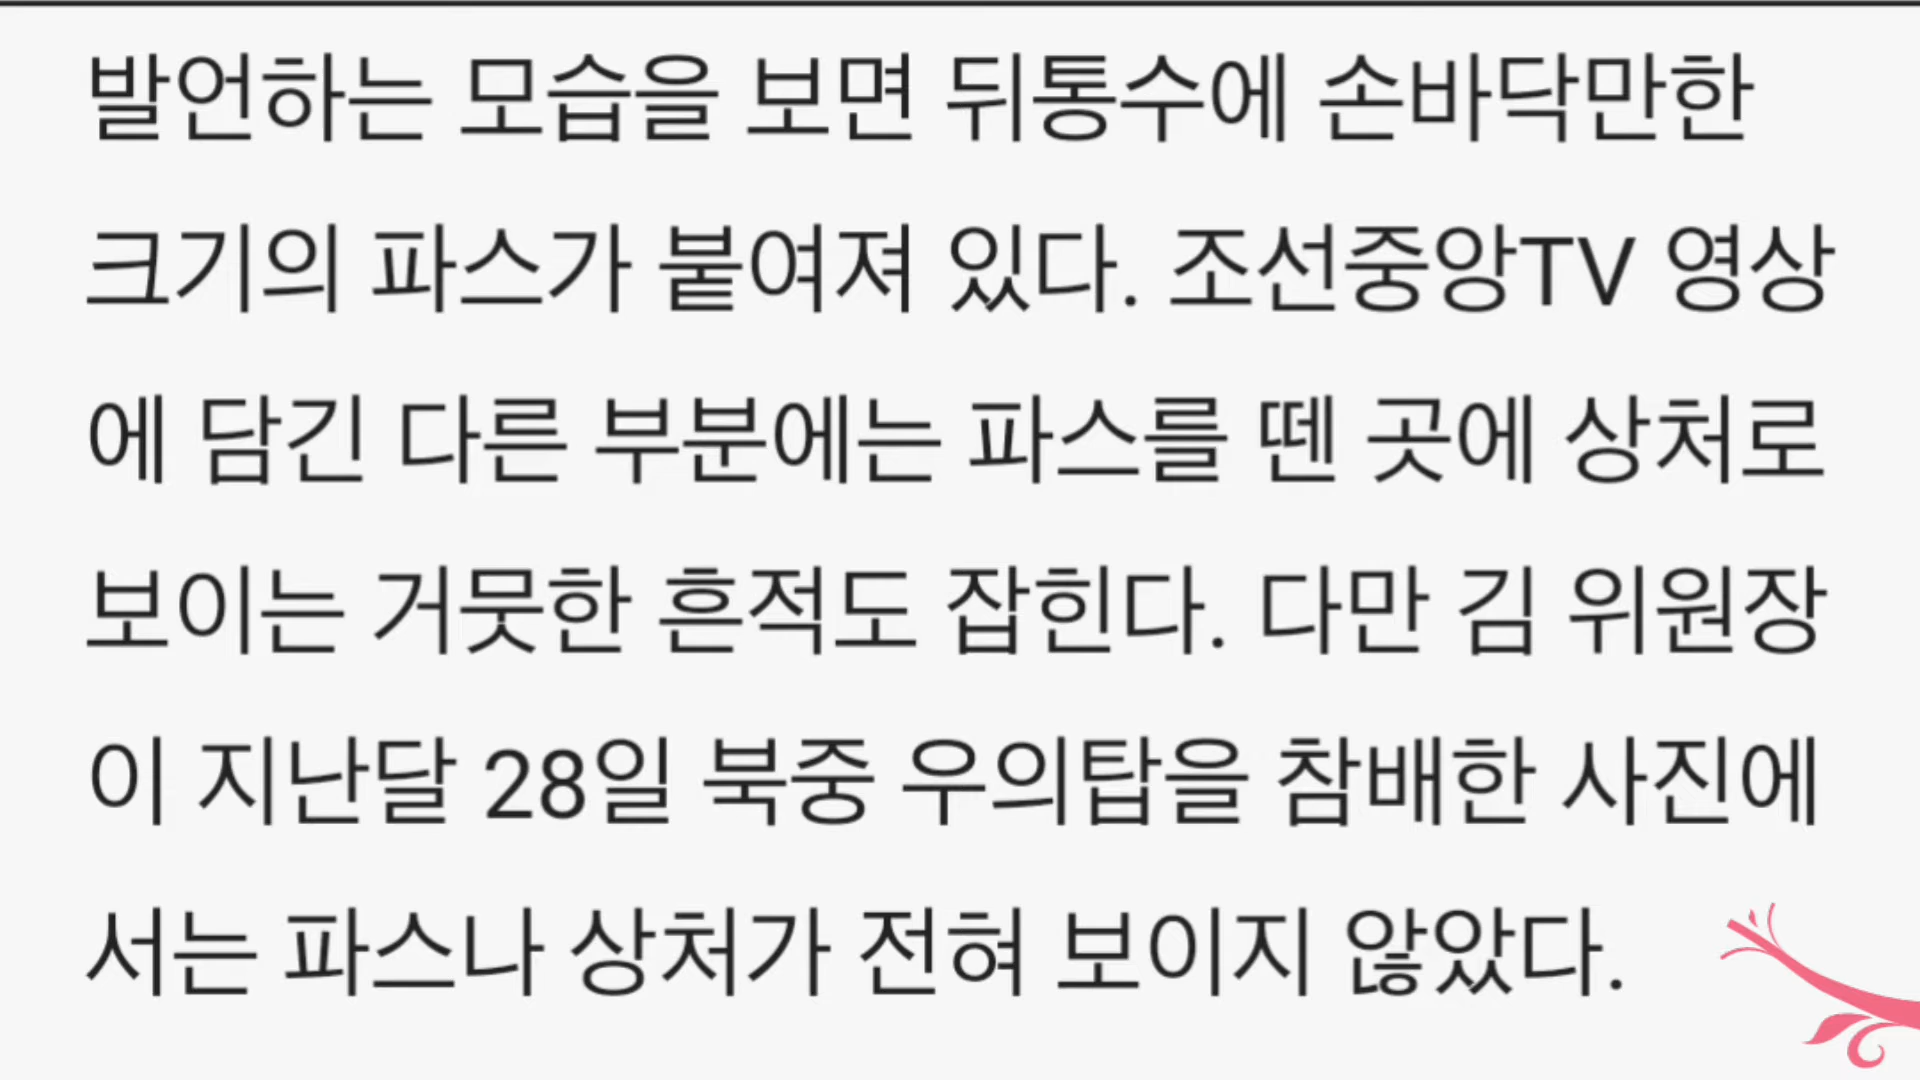 발언하는 모습을 보면 뒤통수에 손바닥만한
크기의 파스가 붙여져 있다. 조선중앙TV 영상
에 담긴 다른 부분에는 파스를 뗀 곳에 상처로
보이는 거뭇한 흔적도 잡힌다. 다만 김 위원장
이 지난달 28일 북중 우의탑을 참배한 사진에
서는 파스나 상처가 전혀 보이지 않았다.